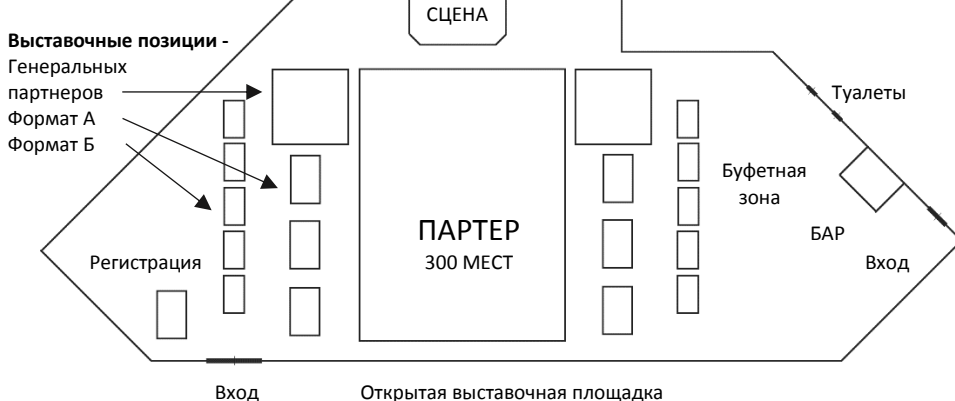 СЦЕНА
Выставочные позиции -
Генеральных
партнеров
Формат А
Формат Б
Туалеты
Буфетная
зона
ПАРТЕР
300 МЕСТ
БАР
Регистрация
Вход
Вход
Открытая выставочная площадка